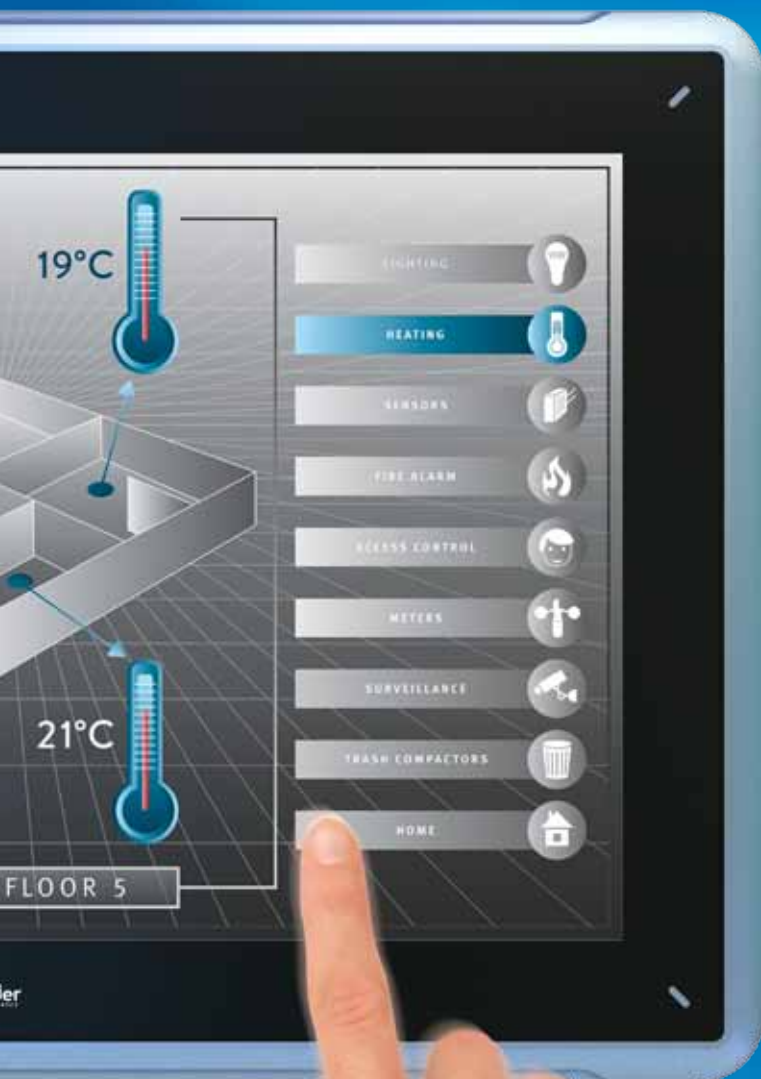 19°C
LIGHTING
HEATING
SENSORS
FIRE ALARM
ACCESS CONTROL
METERS
SURVEILLANCE
21°C
TRASH COMPACTORS
HOME
FLOOR 5